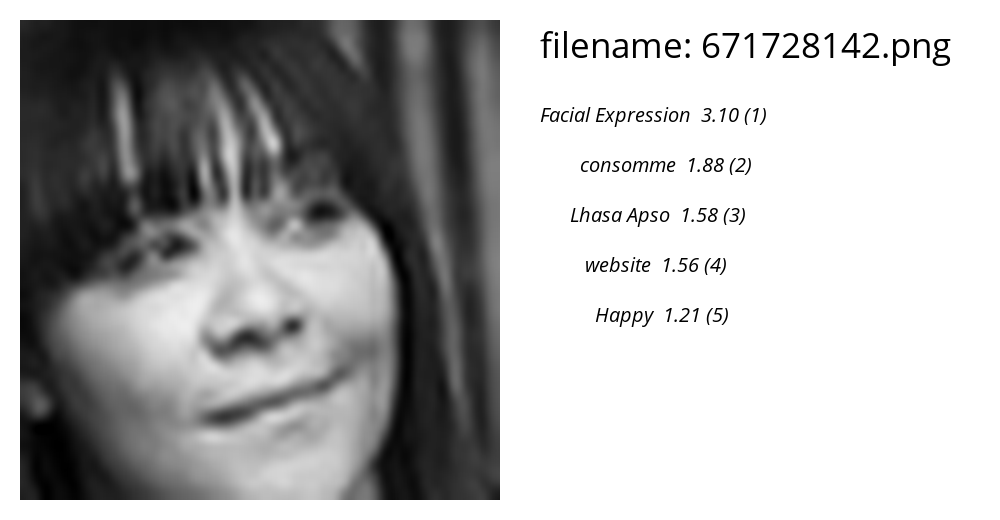 filename: 671728142.png
Facial Expression 3.10 (1)
consomme 1.88 (2)
Lhasa Apso 1.58 (3)
website 1.56 (4)
Happy 1.21 (5)